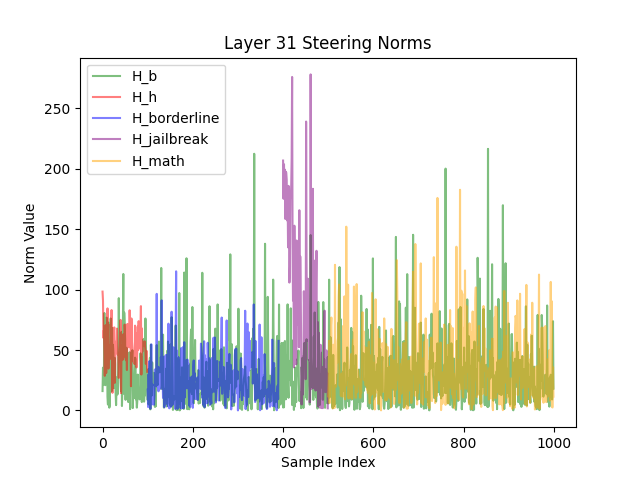 Layer 31 Steering Norms
H_b
H_h
H_borderline
H_jailbreak
H_math
Norm Value
250
200
150
100
50
0
0 200 400 600 800 1000
Sample Index